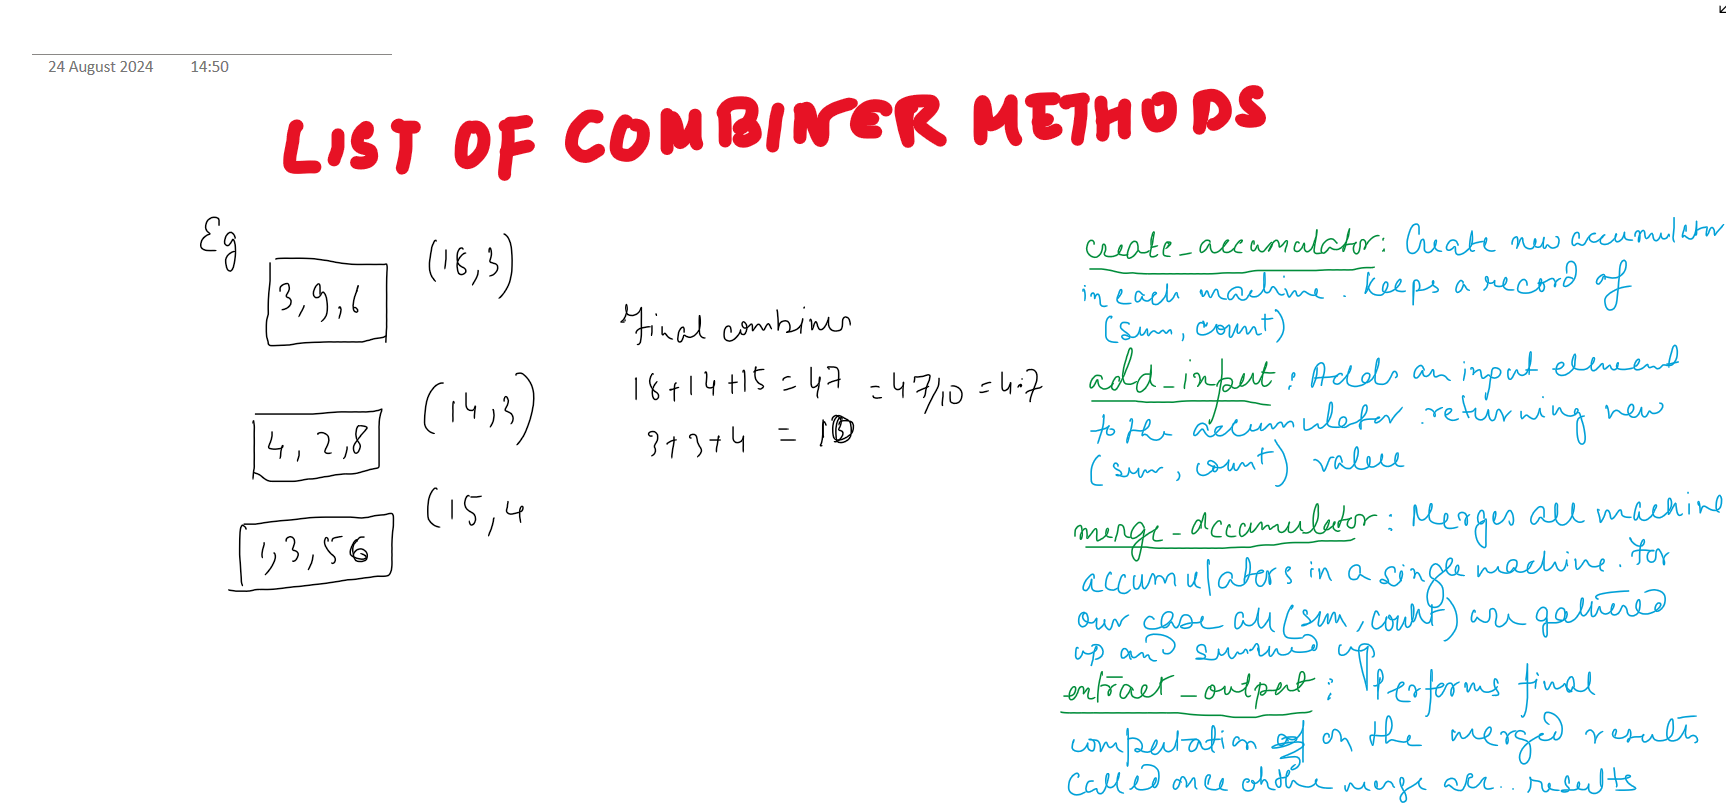 24 August 2024 14:50
LIST OF COMBINER METHODS
Eg
(18,3)
3,9,6
(14,3)
4, 2,8
(15,4
1,3,56
Final combiner
18+14+15 = 47 = 47/10 = 4.7
3+3+4 = 10
create_accumulator: Create new accumulator
in each machine. Keeps a record of
(sum, count)
add_input: Adds an input element
to the accumulator returning new
(sum, count) value
merge_accumulator: Merges all machine
accumulators in a single machine. For
our case all (sum, count) are gathered
up and summed up
extract_output: Performs final
computation on the merged results
called once on the merge acc.. results